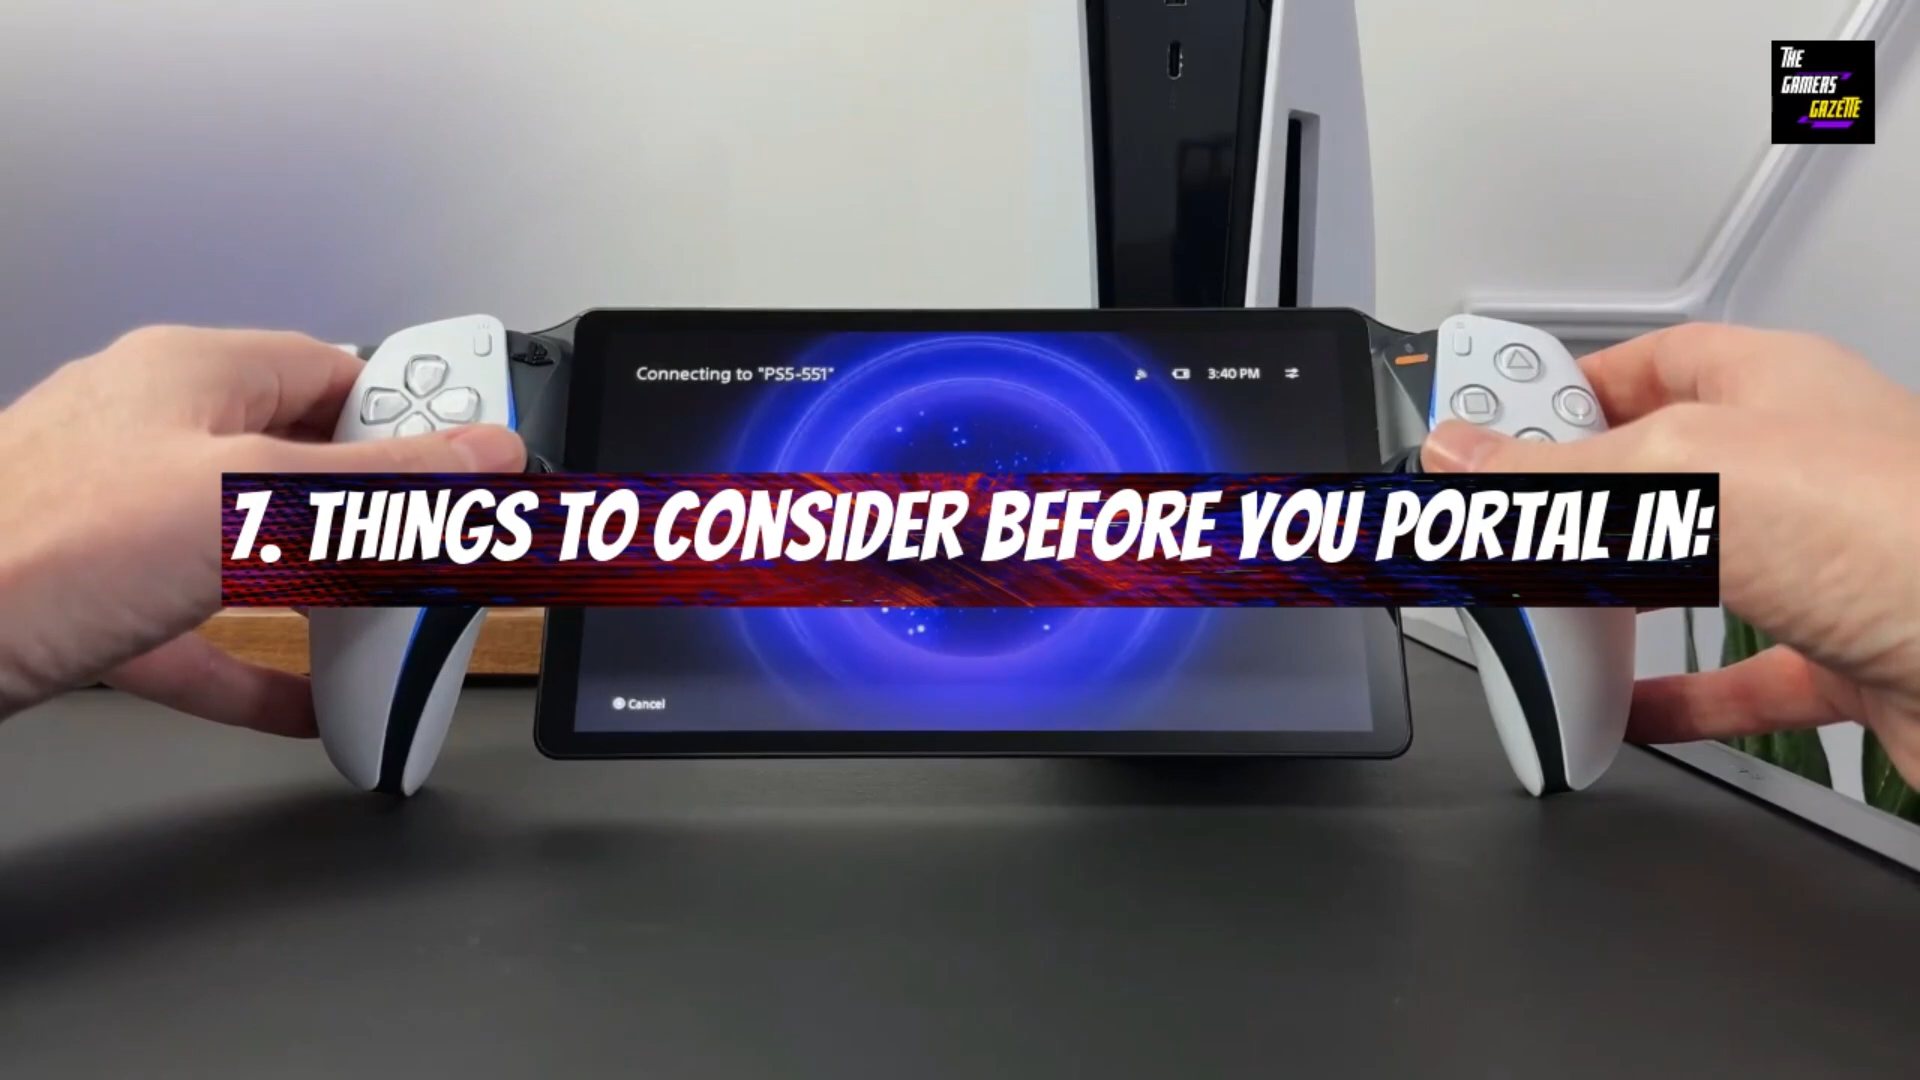 THE
GAMERS
GAZETTE
Connecting to "PS5-551"
3:40 PM
7. THINGS TO CONSIDER BEFORE YOU PORTAL IN:
Cancel